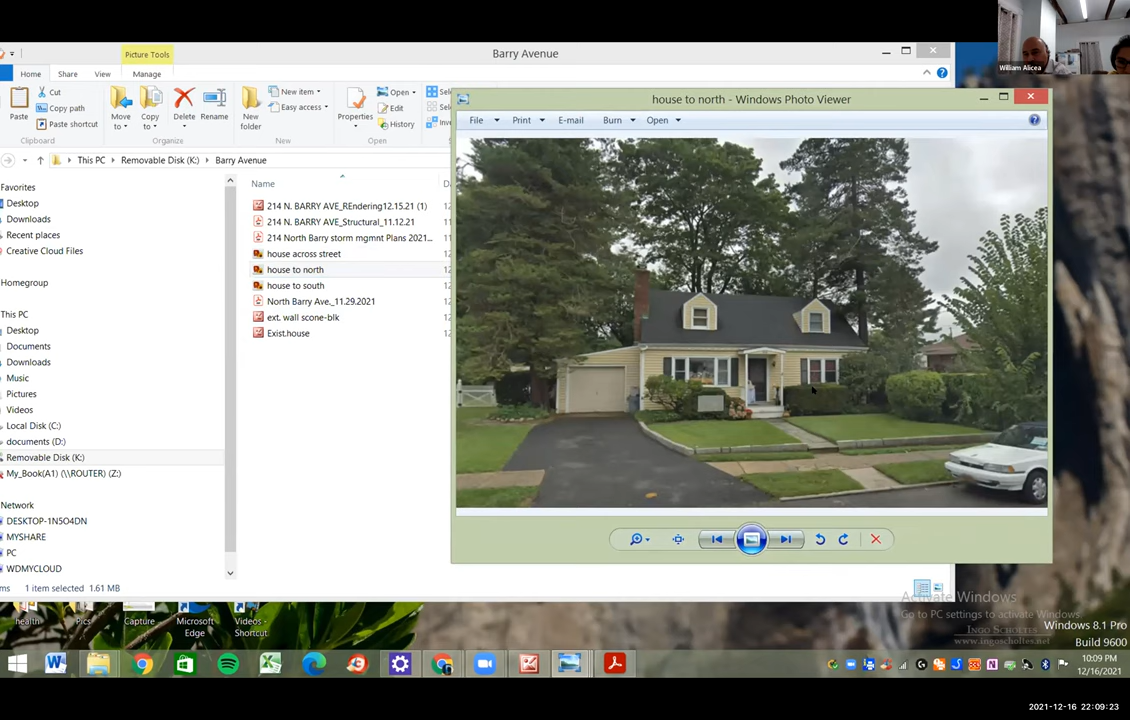 Picture Tools
Barry Avenue
William Alicea
Home
Share
View
Manage
Paste
Cut
Copy path
Paste shortcut
Move to
Copy to
Delete
Rename
New folder
New item
Easy access
Properties
Open
Edit
History
Clipboard
Organize
New
Open
This PC
Removable Disk (K:)
Barry Avenue
Name
Favorites
Desktop
Downloads
Recent places
Creative Cloud Files
Homegroup
This PC
Desktop
Documents
Downloads
Music
Pictures
Videos
Local Disk (C:)
documents (D:)
Removable Disk (K:)
My_Book(A1) (\\ROUTER) (Z:)
Network
DESKTOP-1N5O4DN
MYSHARE
PC
WDMYCLOUD
214 N. BARRY AVE_REndering12.15.21 (1)
214 N. BARRY AVE_Structural_11.12.21
214 North Barry storm mgmnt Plans 2021...
house across street
house to north
house to south
North Barry Ave._11.29.2021
ext. wall scone-blk
Exist.house
1 item selected 1.61 MB
house to north - Windows Photo Viewer
File
Print
E-mail
Burn
Open
health
Pics
Capture
Microsoft Edge
Videos - Shortcut
Activate Windows
Go to PC settings to activate Windows.
INGO SCHOLTES
www.ingoscholtes.net
Windows 8.1 Pro
Build 9600
10:09 PM
12/16/2021
2021-12-16 22:09:23